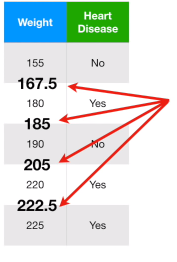 Weight Heart Disease
155 No
167.5
180 Yes
185
190 No
205
220 Yes
222.5
225 Yes